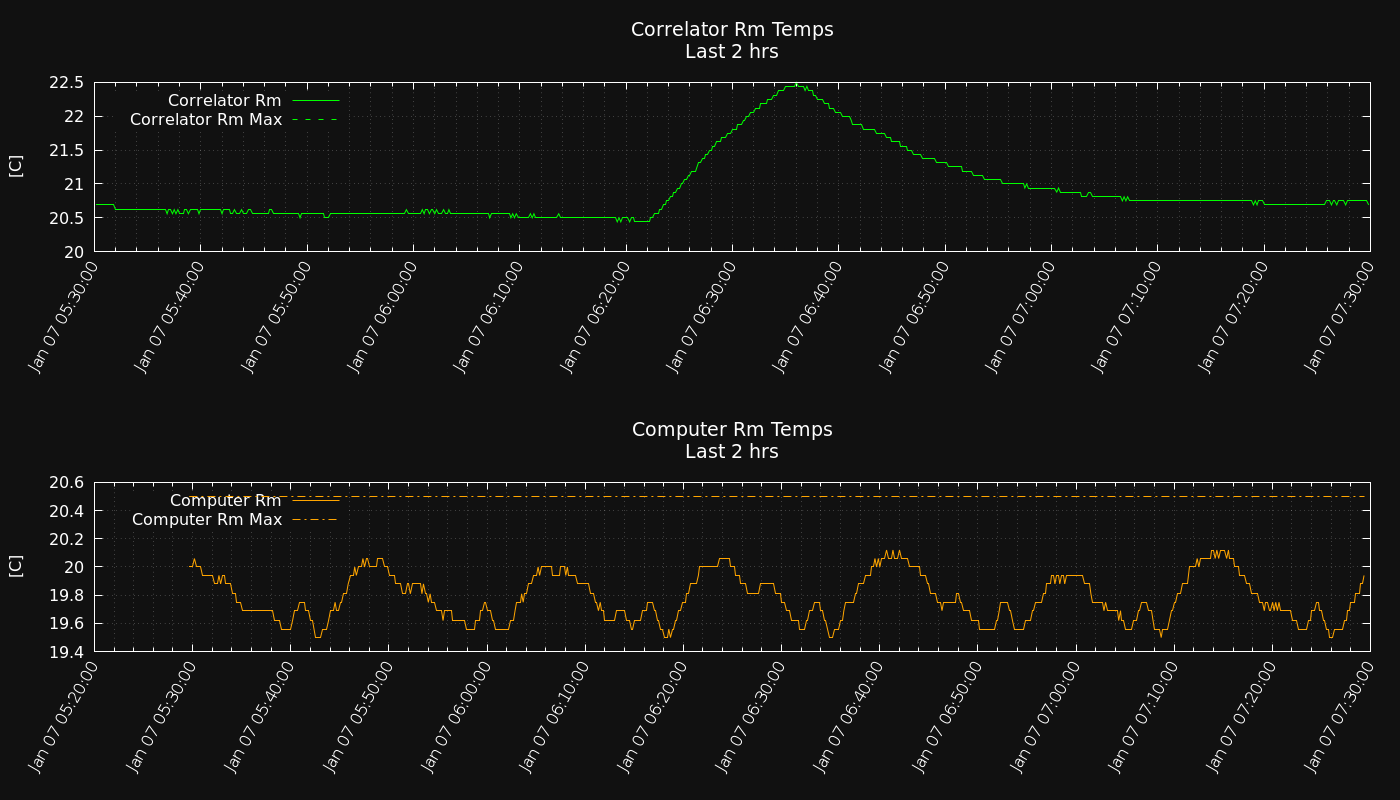 Correlator Rm Temps
Last 2 hrs
22.5
22
21.5
21
20.5
20
[C]
Correlator Rm
Correlator Rm Max
Jan 07 05:30:00
Jan 07 05:40:00
Jan 07 05:50:00
Jan 07 06:00:00
Jan 07 06:10:00
Jan 07 06:20:00
Jan 07 06:30:00
Jan 07 06:40:00
Jan 07 06:50:00
Jan 07 07:00:00
Jan 07 07:10:00
Jan 07 07:20:00
Jan 07 07:30:00
Computer Rm Temps
Last 2 hrs
20.6
20.4
20.2
20
19.8
19.6
19.4
[C]
Computer Rm
Computer Rm Max
Jan 07 05:20:00
Jan 07 05:30:00
Jan 07 05:40:00
Jan 07 05:50:00
Jan 07 06:00:00
Jan 07 06:10:00
Jan 07 06:20:00
Jan 07 06:30:00
Jan 07 06:40:00
Jan 07 06:50:00
Jan 07 07:00:00
Jan 07 07:10:00
Jan 07 07:20:00
Jan 07 07:30:00